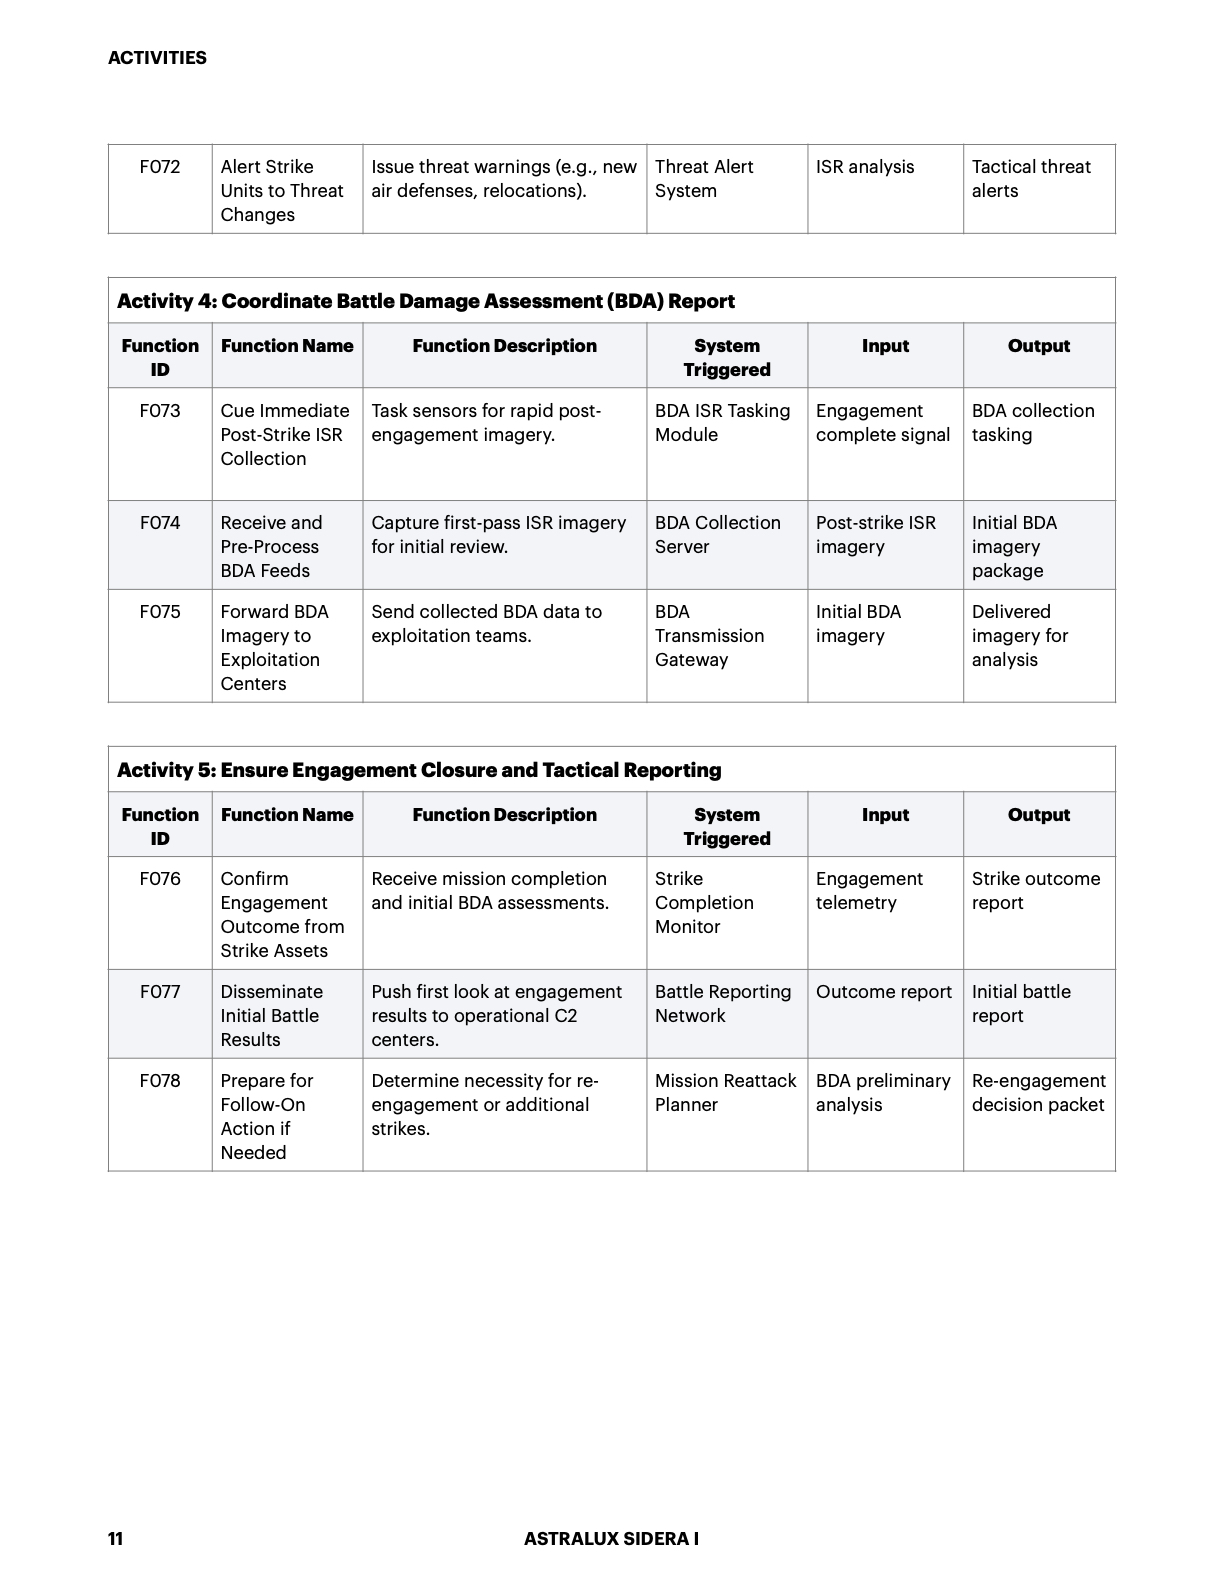 ACTIVITIES
F072
Alert Strike
Units to Threat
Changes
Issue threat warnings (e.g., new
air defenses, relocations).
Threat Alert
System
ISR analysis
Tactical threat
alerts
Activity 4: Coordinate Battle Damage Assessment (BDA) Report
Function
ID
Function Name
Function Description
System
Triggered
Input
Output
F073
Cue Immediate
Post-Strike ISR
Collection
Task sensors for rapid post-
engagement imagery.
BDA ISR Tasking
Module
Engagement
complete signal
BDA collection
tasking
F074
Receive and
Pre-Process
BDA Feeds
Capture first-pass ISR imagery
for initial review.
BDA Collection
Server
Post-strike ISR
imagery
Initial BDA
imagery
package
F075
Forward BDA
Imagery to
Exploitation
Centers
Send collected BDA data to
exploitation teams.
BDA
Transmission
Gateway
Initial BDA
imagery
Delivered
imagery for
analysis
Activity 5: Ensure Engagement Closure and Tactical Reporting
Function
ID
Function Name
Function Description
System
Triggered
Input
Output
F076
Confirm
Engagement
Outcome from
Strike Assets
Receive mission completion
and initial BDA assessments.
Strike
Completion
Monitor
Engagement
telemetry
Strike outcome
report
F077
Disseminate
Initial Battle
Results
Push first look at engagement
results to operational C2
centers.
Battle Reporting
Network
Outcome report
Initial battle
report
F078
Prepare for
Follow-On
Action if
Needed
Determine necessity for re-
engagement or additional
strikes.
Mission Reattack
Planner
BDA preliminary
analysis
Re-engagement
decision packet
11
ASTRALUX SIDERA I